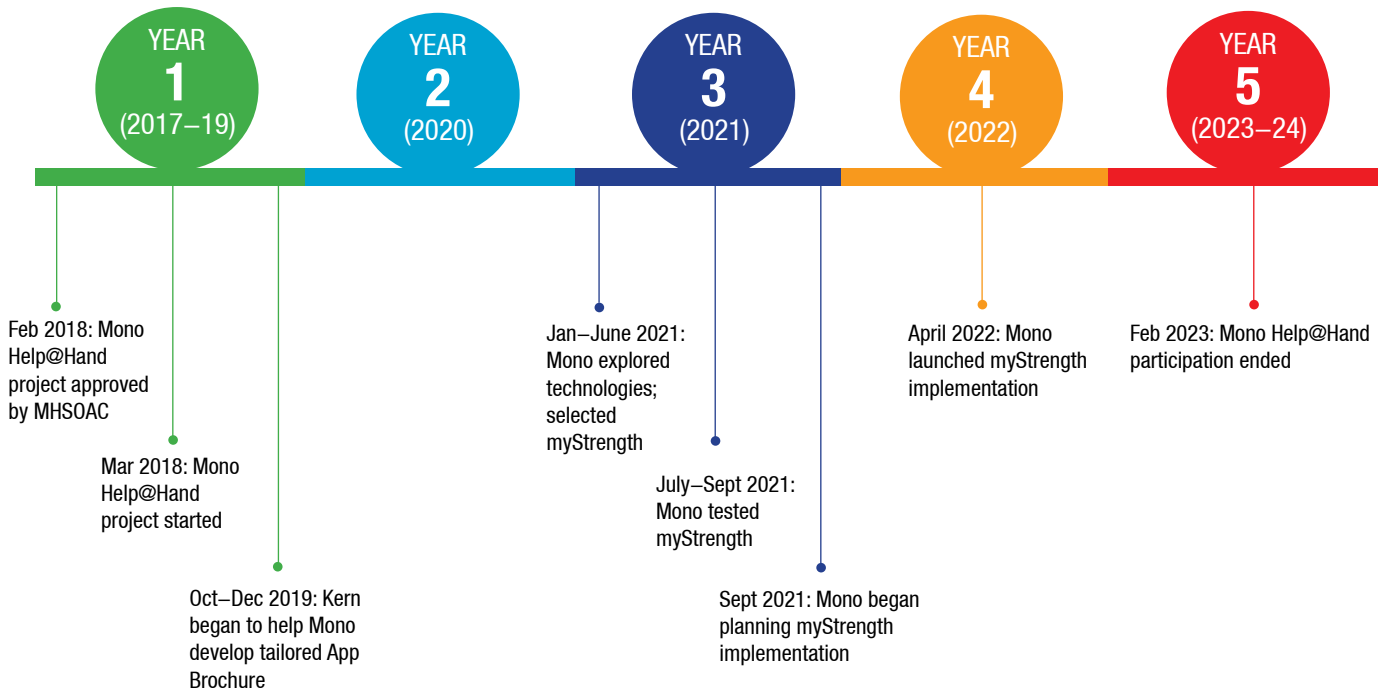 YEAR
1
(2017–19)
YEAR
2
(2020)
YEAR
3
(2021)
YEAR
4
(2022)
YEAR
5
(2023–24)
Feb 2018: Mono
Help@Hand
project approved
by MHSOAC
Mar 2018: Mono
Help@Hand
project started
Oct–Dec 2019: Kern
began to help Mono
develop tailored App
Brochure
Jan–June 2021:
Mono explored
technologies;
selected
myStrength
July–Sept 2021:
Mono tested
myStrength
Sept 2021: Mono began
planning myStrength
implementation
April 2022: Mono
launched myStrength
implementation
Feb 2023: Mono Help@Hand
participation ended